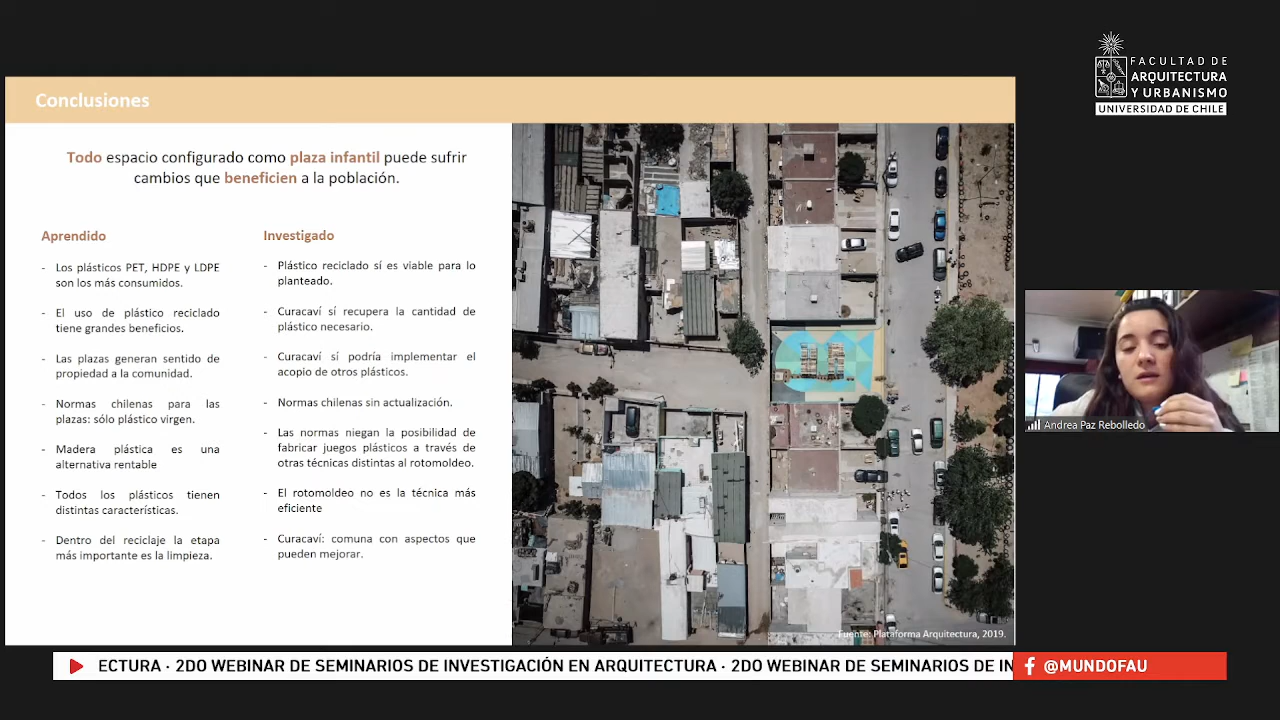 FACULTAD DE
ARQUITECTURA
Y URBANISMO
UNIVERSIDAD DE CHILE
Conclusiones
Todo espacio configurado como plaza infantil puede sufrir
cambios que beneficien a la población.
Aprendido
- Los plásticos PET, HDPE y LDPE
son los más consumidos.
- El uso de plástico reciclado
tiene grandes beneficios.
- Las plazas generan sentido de
propiedad a la comunidad.
- Normas chilenas para las
plazas: sólo plástico virgen.
- Madera plástica es una
alternativa rentable
- Todos los plásticos tienen
distintas características.
- Dentro del reciclaje la etapa
más importante es la limpieza.
Investigado
- Plástico reciclado sí es viable para lo
planteado.
- Curacaví sí recupera la cantidad de
plástico necesario.
- Curacaví sí podría implementar el
acopio de otros plásticos.
- Normas chilenas sin actualización.
- Las normas niegan la posibilidad de
fabricar juegos plásticos a través de
otras técnicas distintas al rotomoldeo.
- El rotomoldeo no es la técnica más
eficiente
- Curacaví: comuna con aspectos que
pueden mejorar.
Fuente: Plataforma Arquitectura, 2019.
Andrea Paz Rebolledo
ECTURA · 2DO WEBINAR DE SEMINARIOS DE INVESTIGACIÓN EN ARQUITECTURA · 2DO WEBINAR DE SEMINARIOS DE IN
@MUNDOFAU